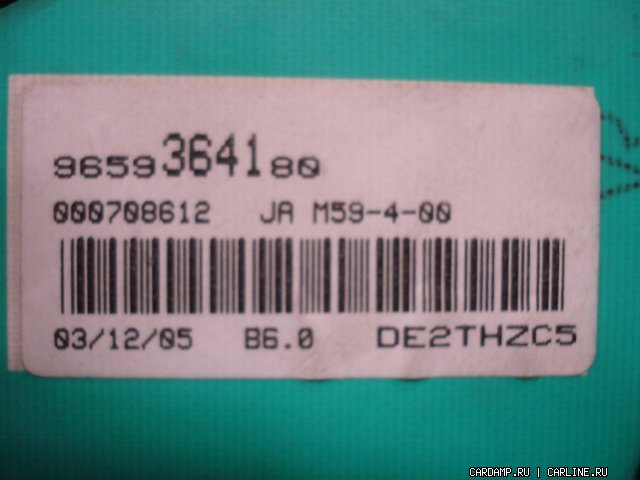 9659364180
000708612 JA M59-4-00
03/12/05 B6.0 DE2THZC5
CARDAMP.RU | CARLINE.RU